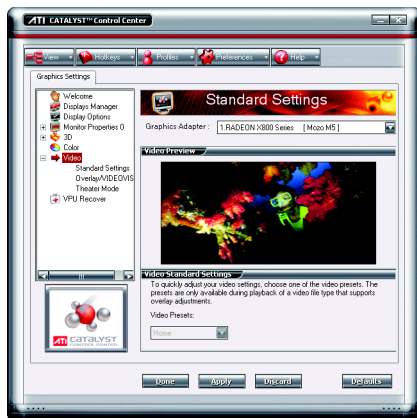 ATI CATALYST™ Control Center
View
Hotkeys
Profiles
Preferences
Help
Graphics Settings
Welcome
Displays Manager
Display Options
Monitor Properties 0
3D
Color
Video
Standard Settings
Overlay/VIDEOVIS
Theater Mode
VPU Recover
Standard Settings
Graphics Adapter :
1.RADEON X800 Series [ Mozo M5 ]
Video Preview
Video Standard Settings
To quickly adjust your video settings, choose one of the video presets. The
presets are only available during playback of a video file type that supports
overlay adjustments.
Video Presets:
Home
ATI CATALYST
CONTROL CENTER
Done
Apply
Discard
Defaults